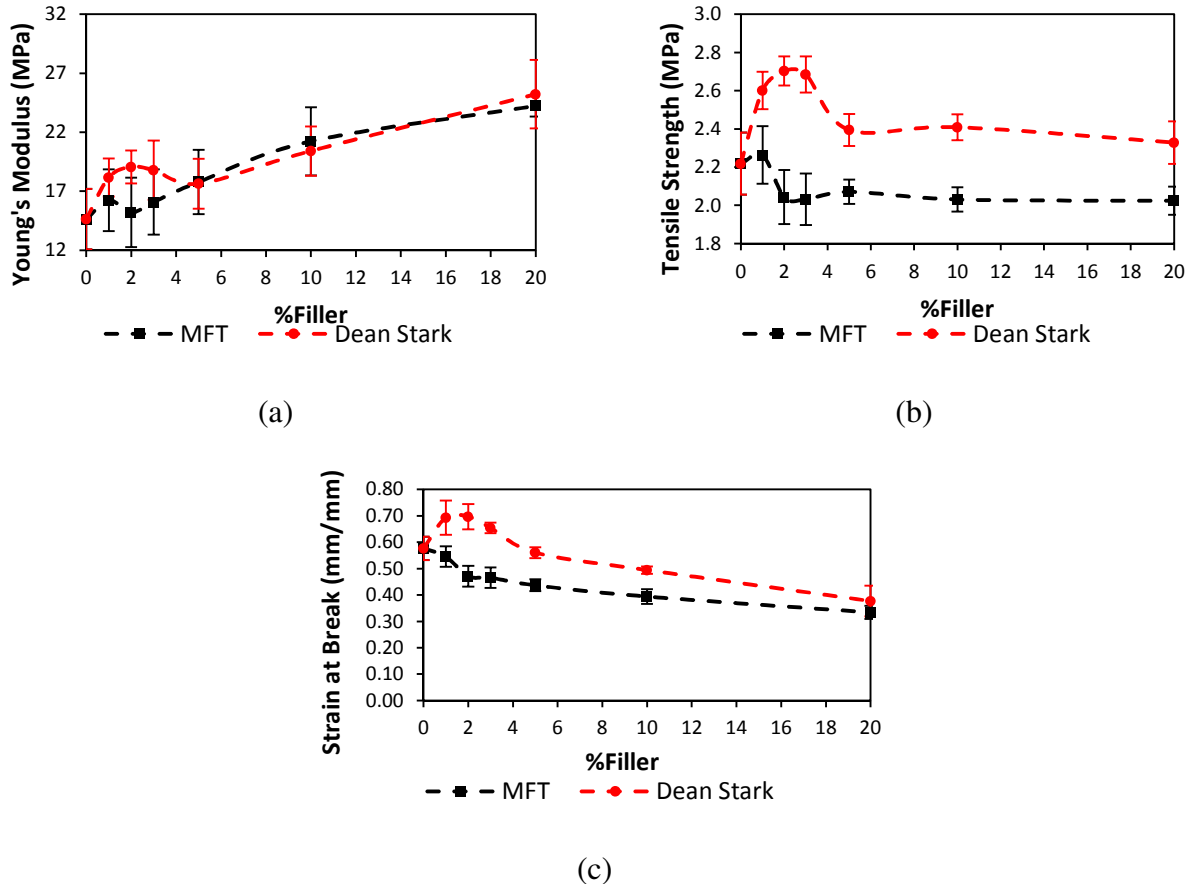 Young's Modulus (MPa)
32
27
22
17
12
0 2 4 6 8 10 12 14 16 18 20
%Filler
MFT Dean Stark
(a)
Tensile Strength (MPa)
3.0
2.8
2.6
2.4
2.2
2.0
1.8
0 2 4 6 8 10 12 14 16 18 20
%Filler
MFT Dean Stark
(b)
Strain at Break (mm/mm)
0.80
0.70
0.60
0.50
0.40
0.30
0.20
0.10
0.00
0 2 4 6 8 10 12 14 16 18 20
%Filler
MFT Dean Stark
(c)